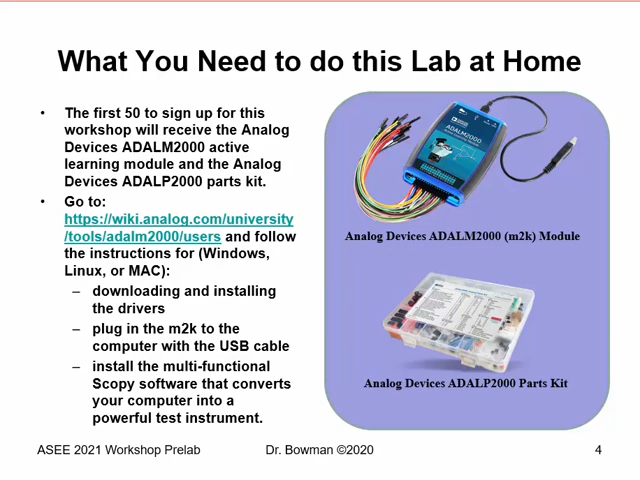 What You Need to do this Lab at Home
• The first 50 to sign up for this
workshop will receive the Analog
Devices ADALM2000 active
learning module and the Analog
Devices ADALP2000 parts kit.
• Go to:
https://wiki.analog.com/university
/tools/adalm2000/users and follow
the instructions for (Windows,
Linux, or MAC):
– downloading and installing
the drivers
– plug in the m2k to the
computer with the USB cable
– install the multi-functional
Scopy software that converts
your computer into a
powerful test instrument.
ADALM2000
Analog Devices ADALM2000 (m2k) Module
Analog Devices ADALP2000 Parts Kit
ASEE 2021 Workshop Prelab
Dr. Bowman ©2020
4